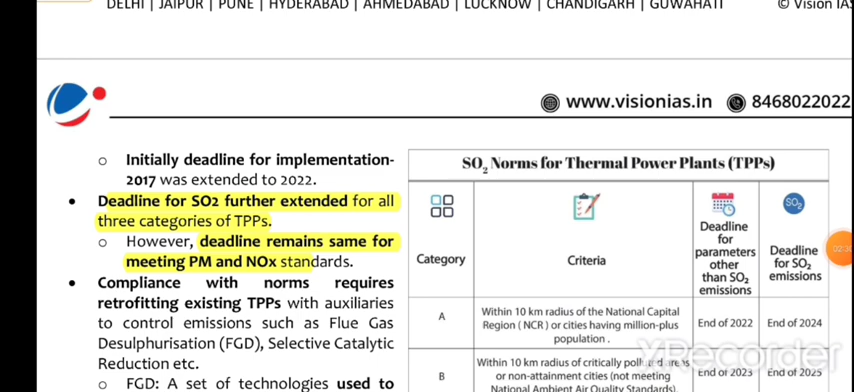 DELHI | JAIPUR | PUNE | HYDERABAD | AHMEDABAD | LUCKNOW | CHANDIGARH | GUWAHATI © Vision IAS
www.visionias.in 8468022022
o Initially deadline for implementation-
2017 was extended to 2022.
• Deadline for SO2 further extended for all
three categories of TPPs.
o However, deadline remains same for
meeting PM and NOx standards.
• Compliance with norms requires
retrofitting existing TPPs with auxiliaries
to control emissions such as Flue Gas
Desulphurisation (FGD), Selective Catalytic
Reduction etc.
o FGD: A set of technologies used to
SO₂ Norms for Thermal Power Plants (TPPs)
Category
Criteria
Deadline
for
parameters
other
than SO₂
emissions
SO₂
Deadline
for SO₂
emissions
A
Within 10 km radius of the National Capital
Region ( NCR) or cities having million-plus
population .
End of 2022
End of 2024
B
Within 10 km radius of critically polluted areas
or non-attainment cities (not meeting
National Ambient Air Quality Standards).
End of 2023
End of 2025
XRecorder